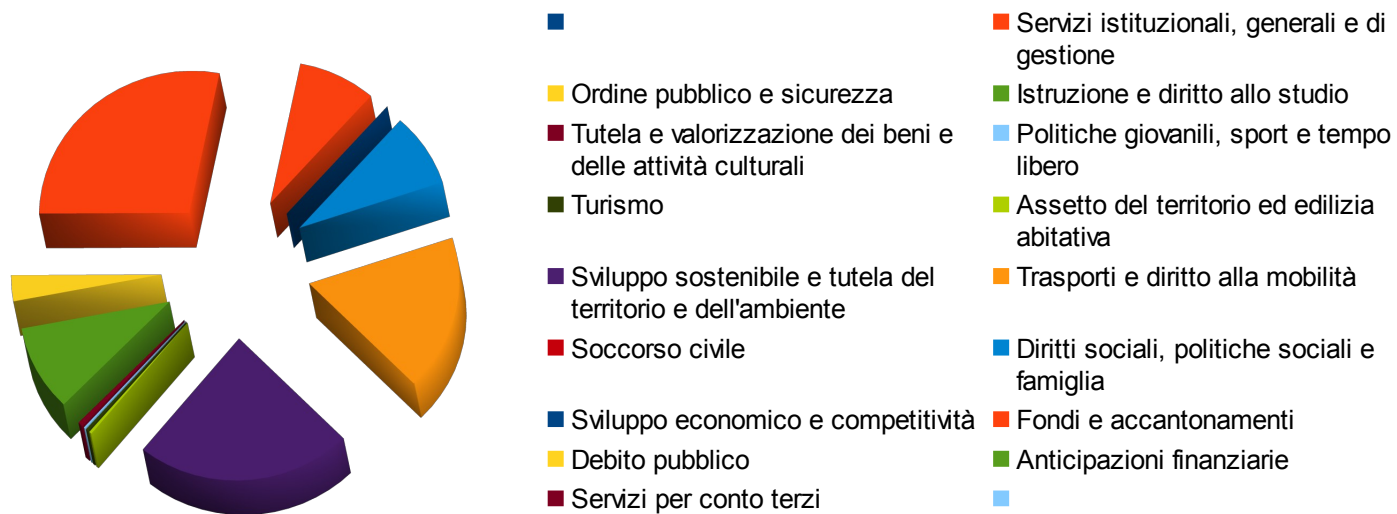 Servizi istituzionali, generali e di
gestione
Ordine pubblico e sicurezza
Istruzione e diritto allo studio
Tutela e valorizzazione dei beni e
delle attività culturali
Politiche giovanili, sport e tempo
libero
Turismo
Assetto del territorio ed edilizia
abitativa
Sviluppo sostenibile e tutela del
territorio e dell'ambiente
Trasporti e diritto alla mobilità
Soccorso civile
Diritti sociali, politiche sociali e
famiglia
Sviluppo economico e competitività
Fondi e accantonamenti
Debito pubblico
Anticipazioni finanziarie
Servizi per conto terzi